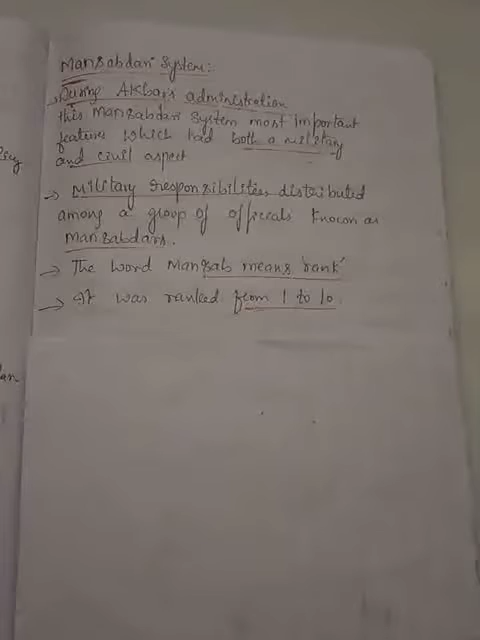 Mansabdari System:
→ During AKbar's administration
this Mansabdari System most important
features which had both a military
and civil aspect
→ Military responsibilities distributed
among a group of officials known as
Mansabdars.
→ The word Mansab means 'rank'
→ It was ranked from 1 to 10.